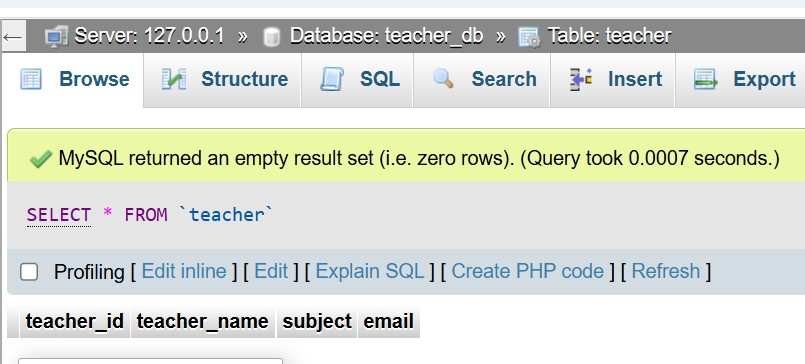 Server: 127.0.0.1 » Database: teacher_db » Table: teacher
Browse Structure SQL Search Insert Export
MySQL returned an empty result set (i.e. zero rows). (Query took 0.0007 seconds.)
SELECT * FROM `teacher`
Profiling [ Edit inline ] [ Edit ] [ Explain SQL ] [ Create PHP code ] [ Refresh ]
teacher_id teacher_name subject email